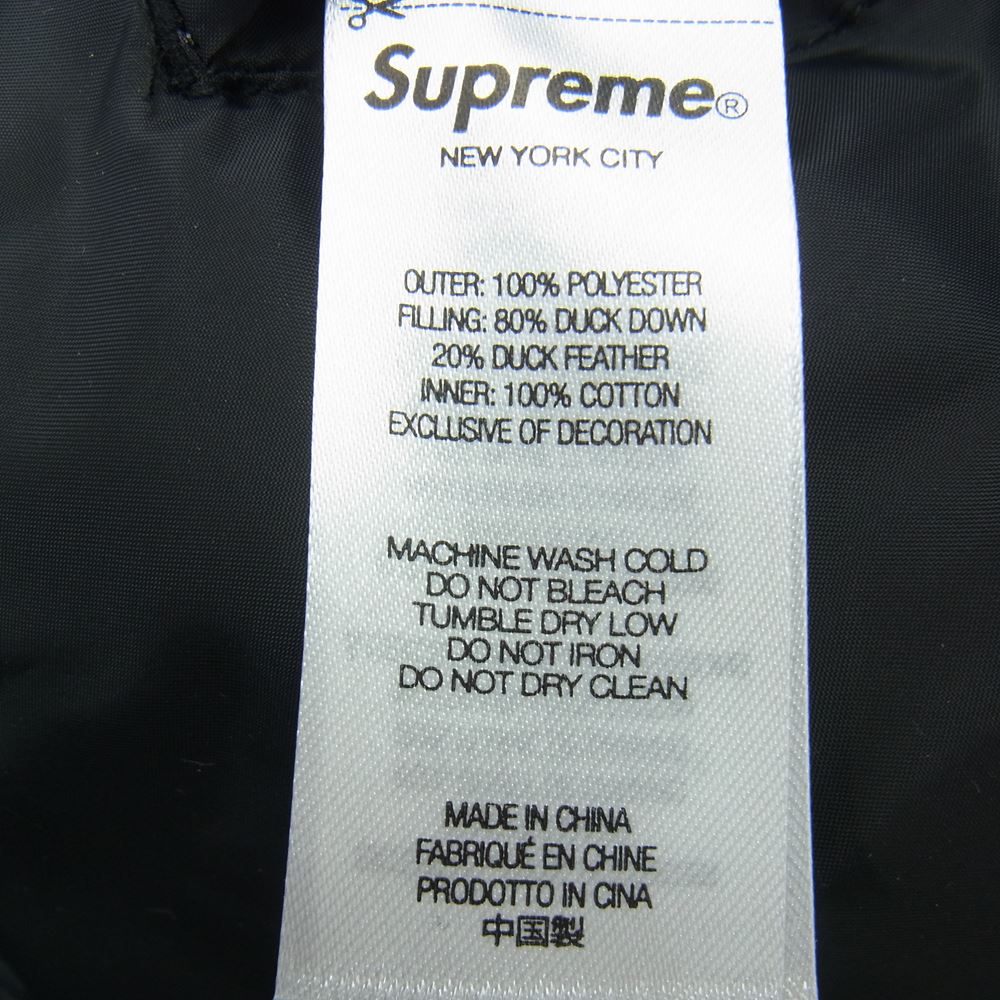 Supreme®
NEW YORK CITY
OUTER: 100% POLYESTER
FILLING: 80% DUCK DOWN
20% DUCK FEATHER
INNER: 100% COTTON
EXCLUSIVE OF DECORATION
MACHINE WASH COLD
DO NOT BLEACH
TUMBLE DRY LOW
DO NOT IRON
DO NOT DRY CLEAN
MADE IN CHINA
FABRIQUÉ EN CHINE
PRODOTTO IN CINA
中国製